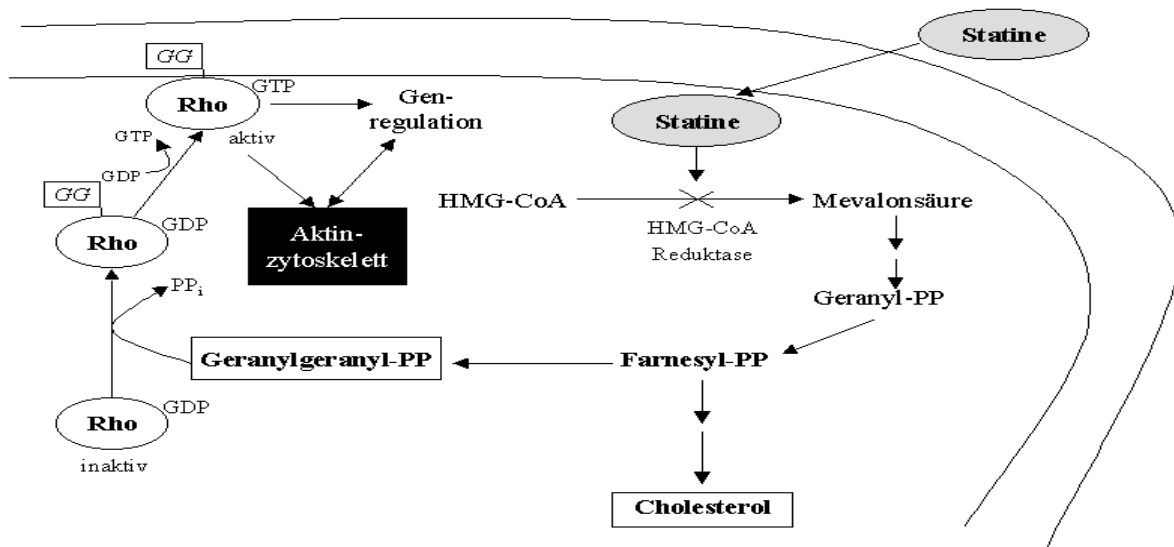 Statine
GG
GTP
Rho
Gen-
regulation
aktiv
Statine
GTP
GDP
GG
HMG-CoA
Mevalonsäure
GDP
Rho
HMG-CoA
Reduktase
Aktin-
zytoskelett
PPi
Geranyl-PP
Geranylgeranyl-PP
Farnesyl-PP
GDP
Rho
inaktiv
Cholesterol